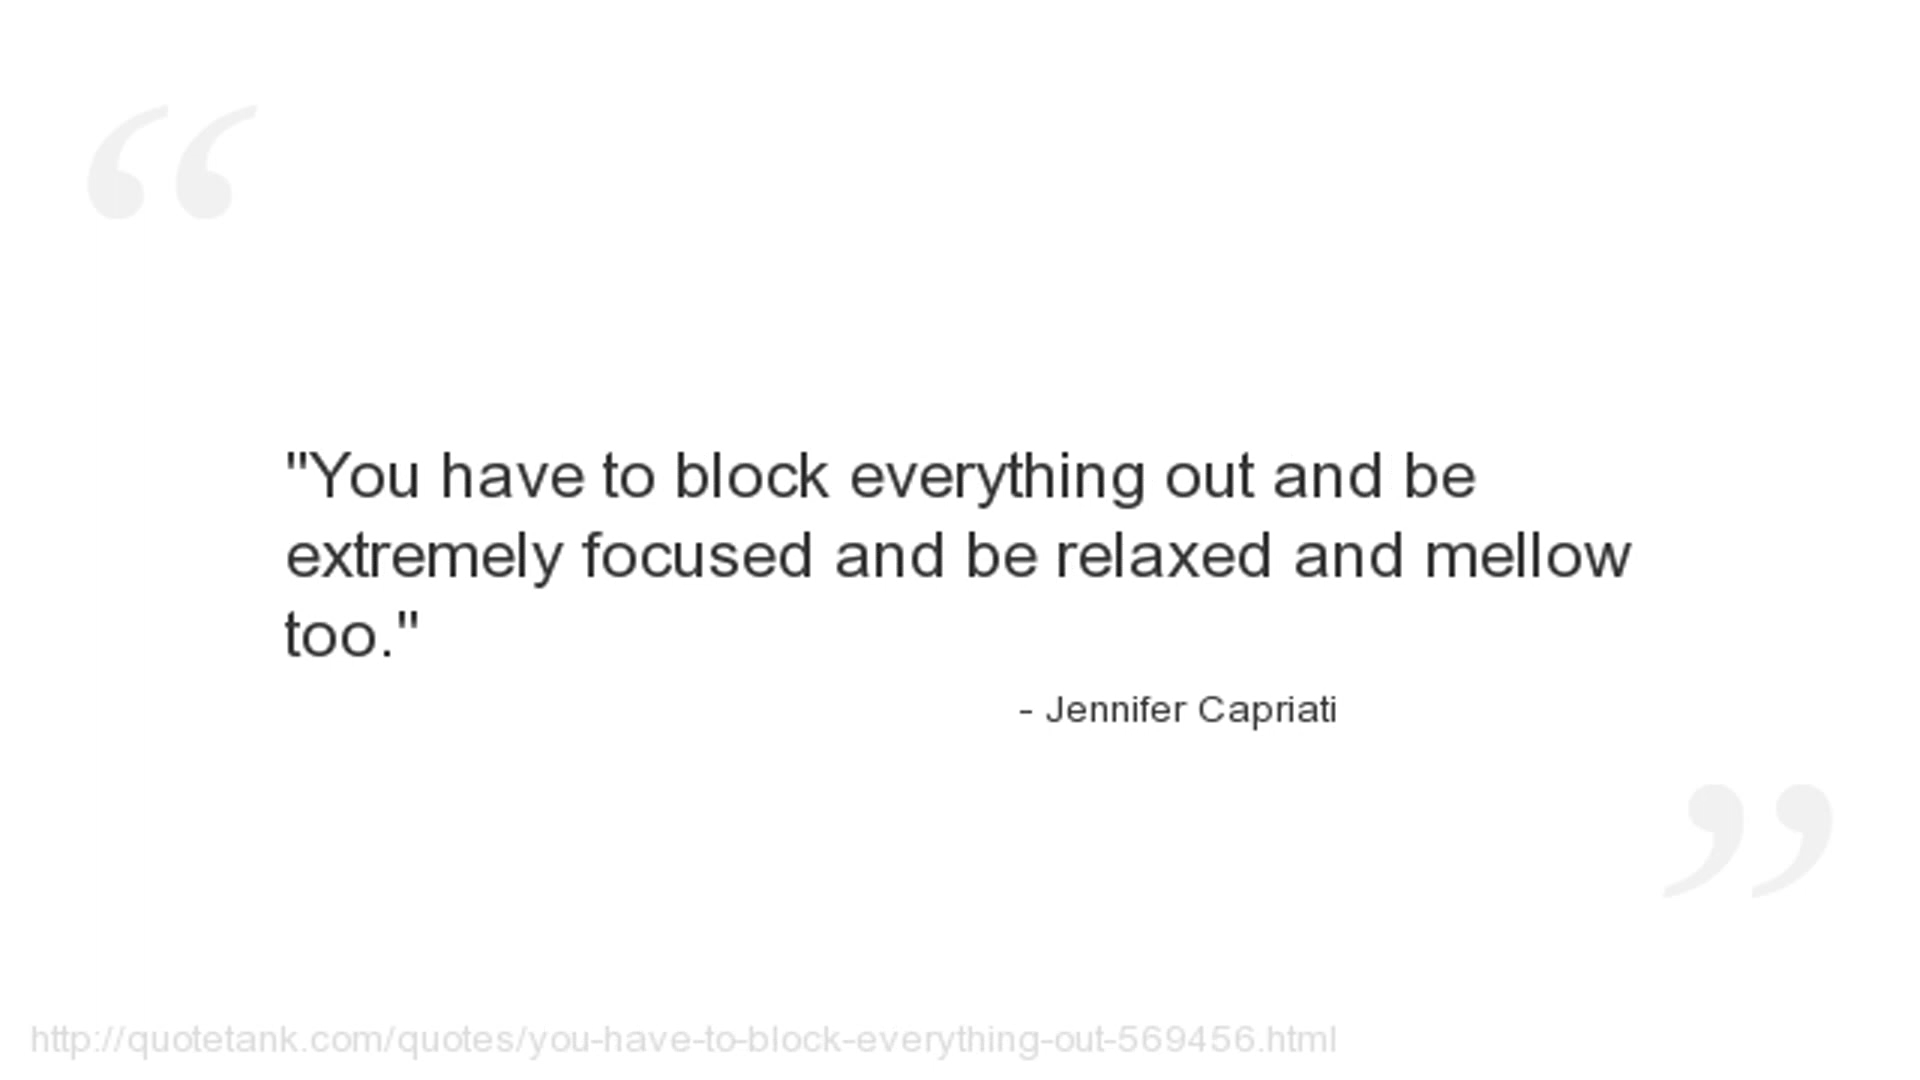 "You have to block everything out and be
extremely focused and be relaxed and mellow
too."
- Jennifer Capriati
http://quotetank.com/quotes/you-have-to-block-everything-out-569456.html